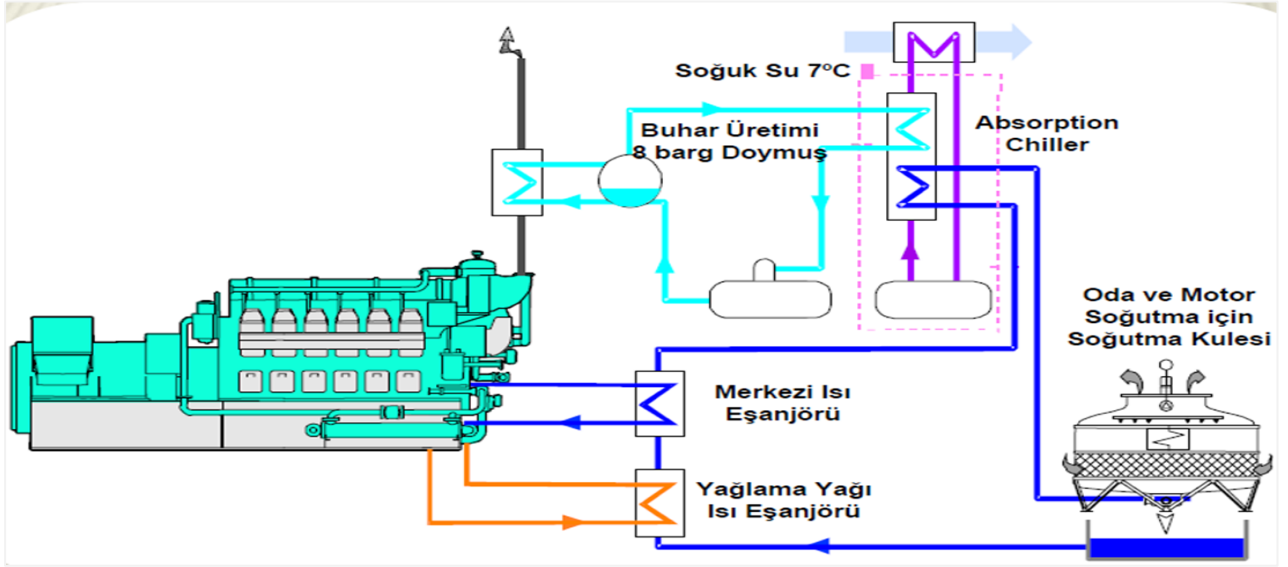 Soğuk Su 7ºC
Buhar Üretimi
8 barg Doymuş
Absorption
Chiller
Oda ve Motor
Soğutma için
Soğutma Kulesi
Merkezi Isı
Eşanjörü
Yağlama Yağı
Isı Eşanjörü